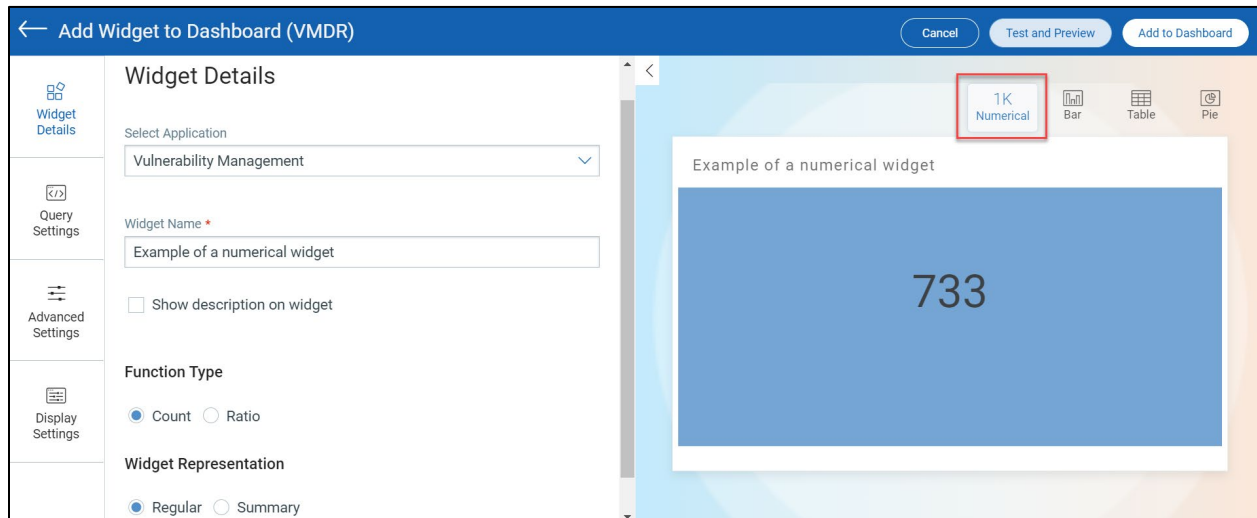 Add Widget to Dashboard (VMDR)
Cancel
Test and Preview
Add to Dashboard
Widget
Details
Query
Settings
Advanced
Settings
Display
Settings
Widget Details
Select Application
Vulnerability Management
Widget Name *
Example of a numerical widget
Show description on widget
Function Type
Count Ratio
Widget Representation
Regular Summary
1K
Numerical
Bar
Table
Pie
Example of a numerical widget
733